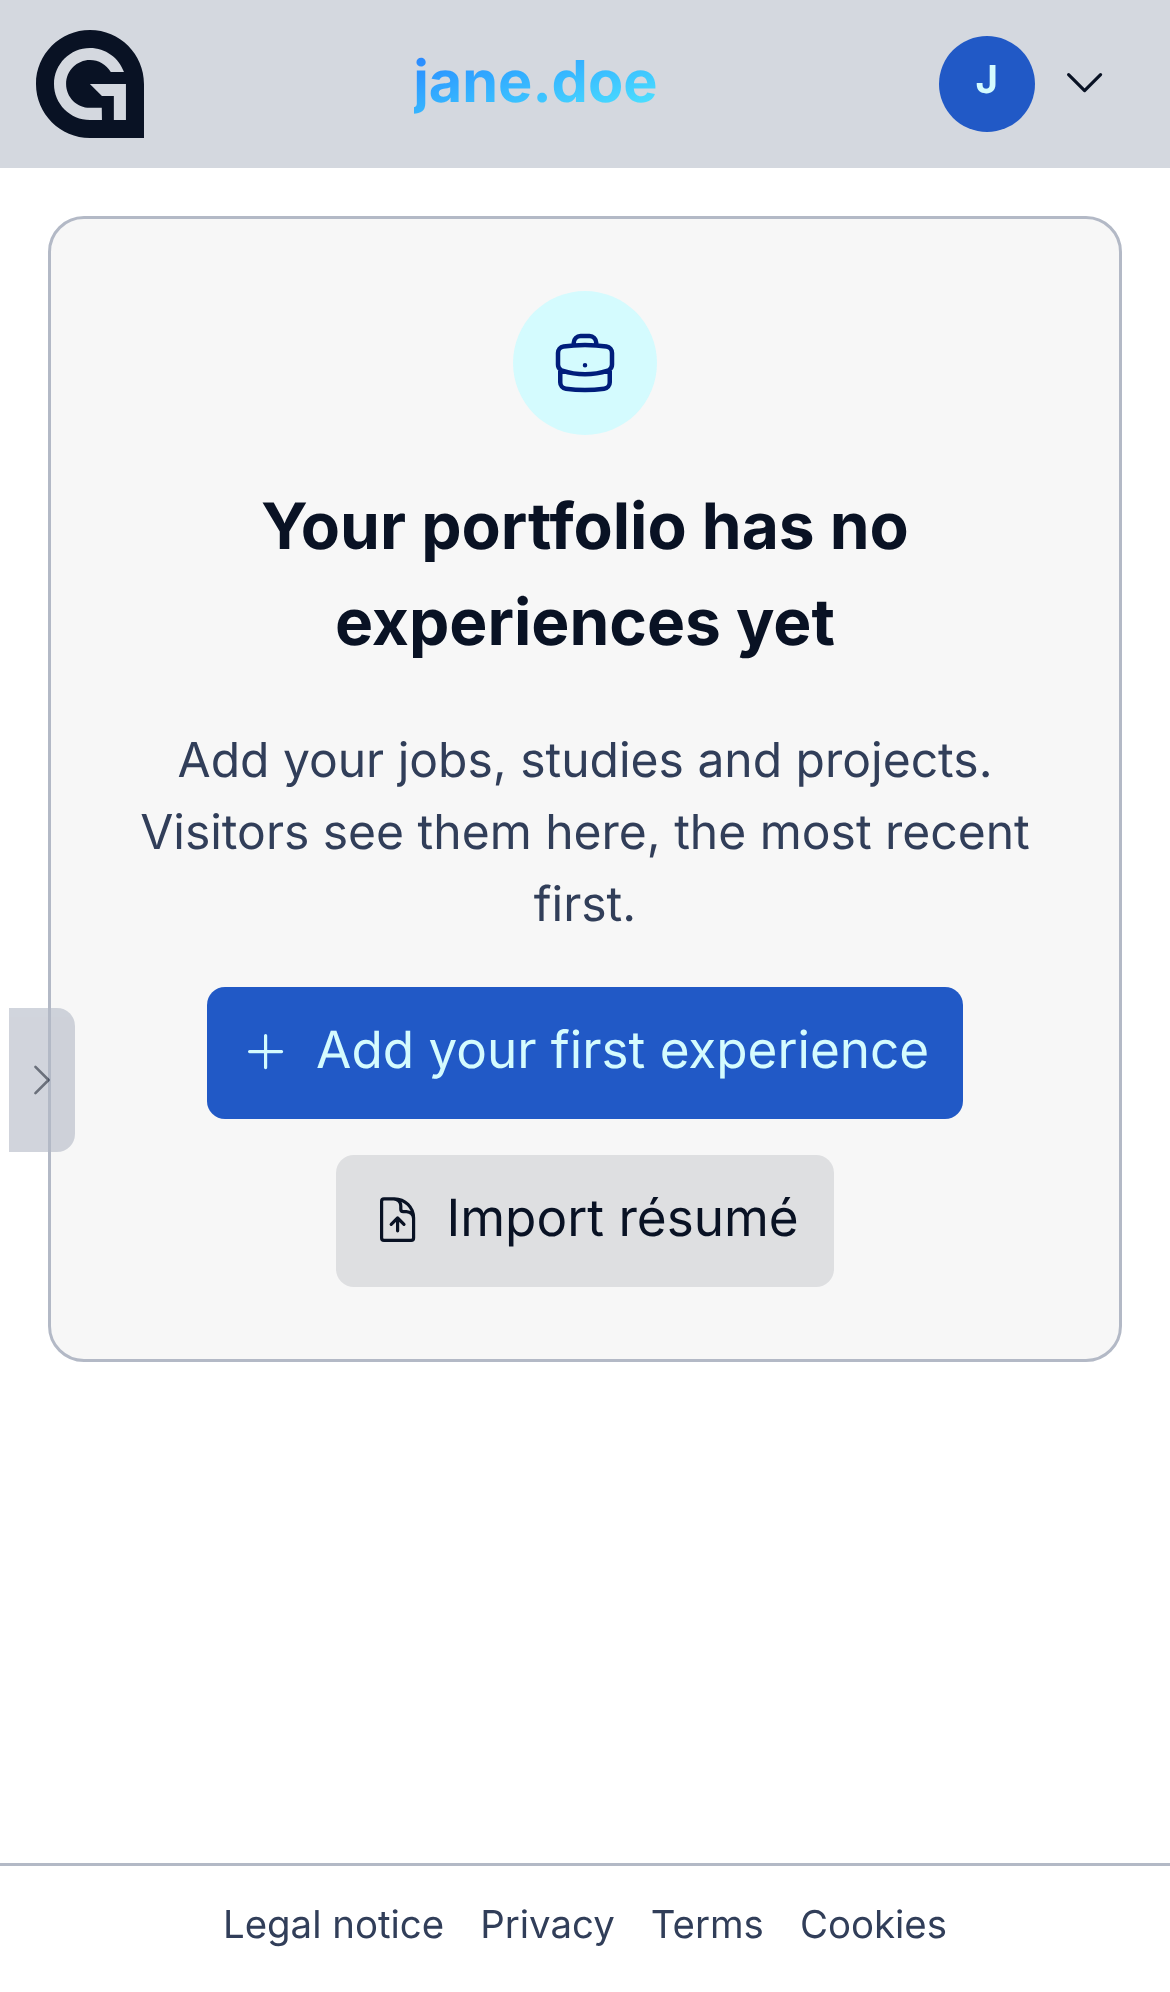 jane.doe
J
Your portfolio has no
experiences yet
Add your jobs, studies and projects.
Visitors see them here, the most recent
first.
Add your first experience
Import résumé
Legal notice Privacy Terms Cookies